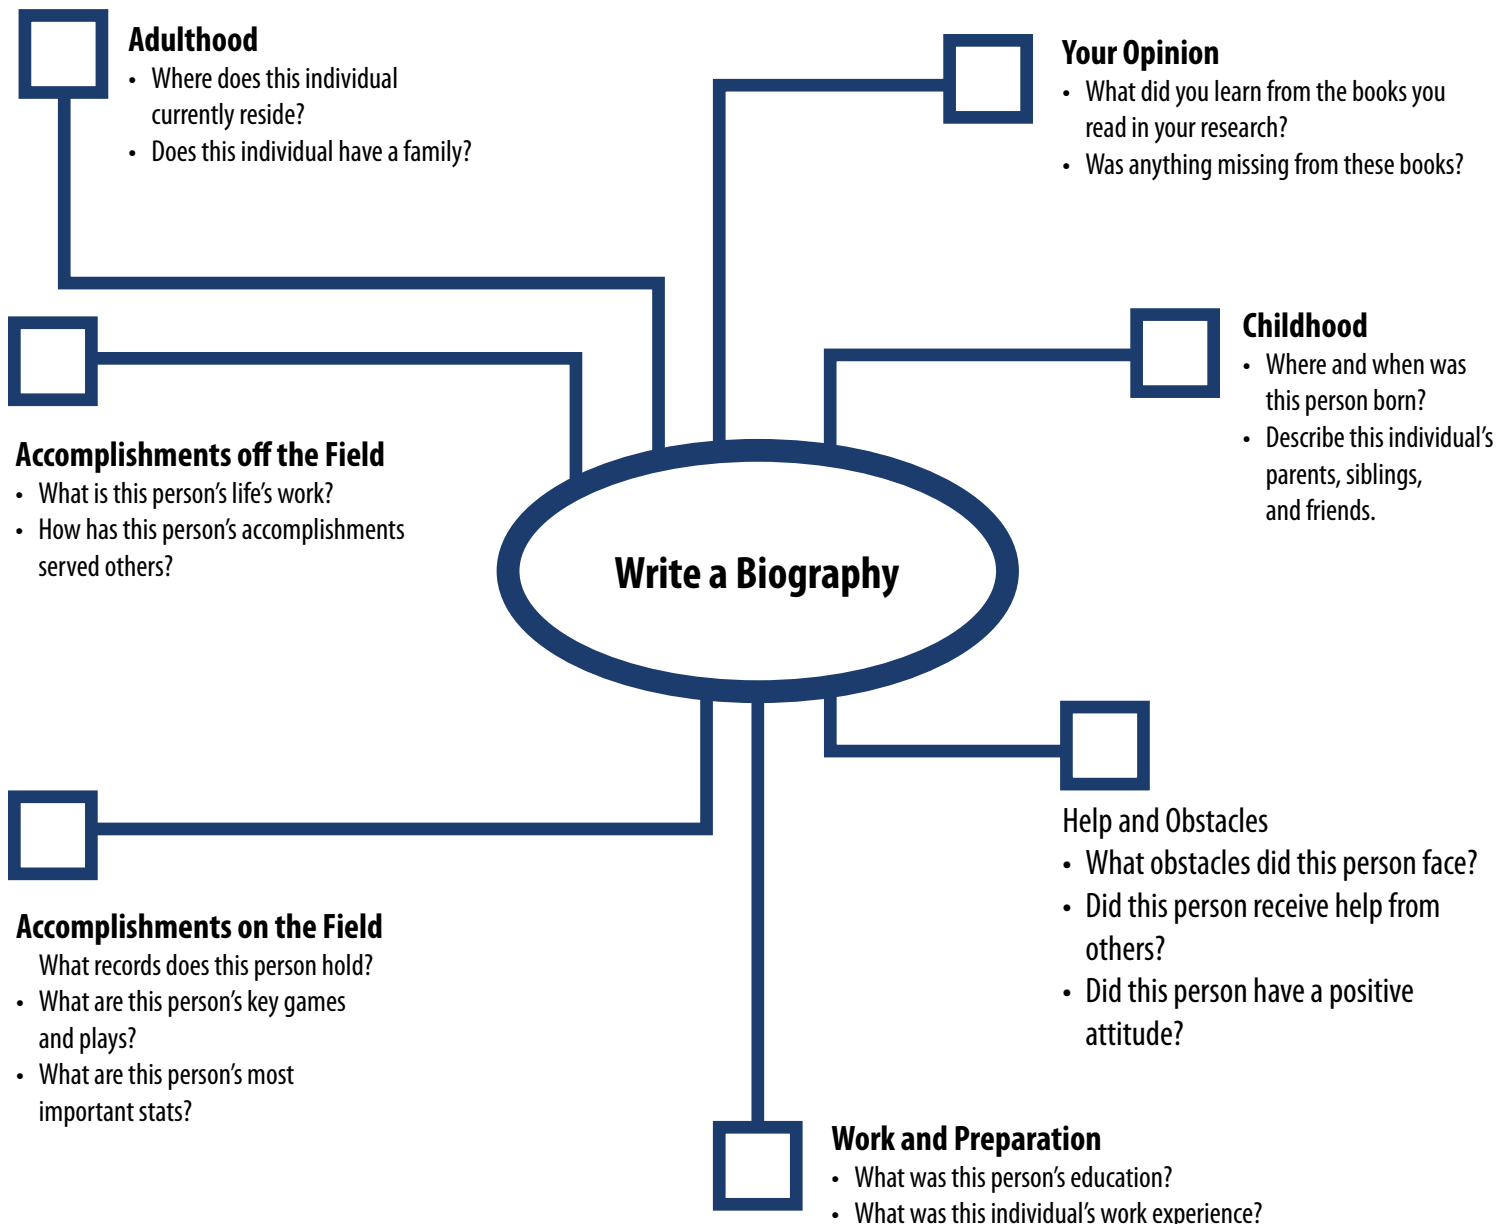 Adulthood
• Where does this individual
currently reside?
• Does this individual have a family?
Your Opinion
• What did you learn from the books you
read in your research?
• Was anything missing from these books?
Childhood
• Where and when was
this person born?
• Describe this individual’s
parents, siblings,
and friends.
Accomplishments off the Field
• What is this person’s life’s work?
• How has this person’s accomplishments
served others?
Write a Biography
Help and Obstacles
• What obstacles did this person face?
• Did this person receive help from
others?
• Did this person have a positive
attitude?
Accomplishments on the Field
What records does this person hold?
• What are this person’s key games
and plays?
• What are this person’s most
important stats?
Work and Preparation
• What was this person’s education?
• What was this individual’s work experience?